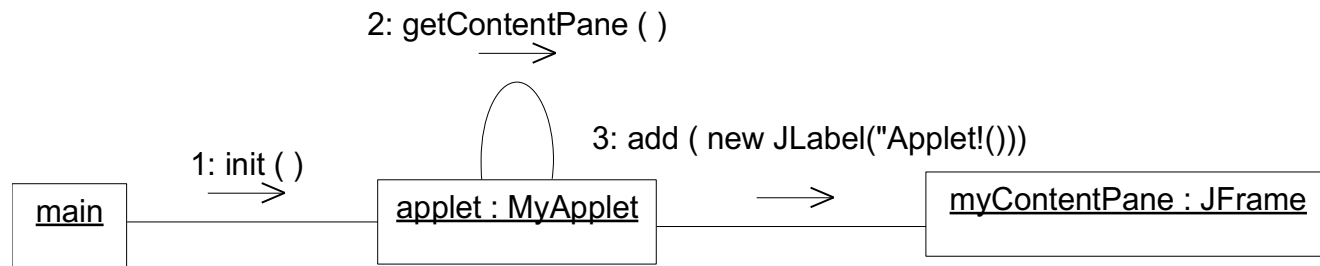 2: getContentPane ( )
3: add ( new JLabel("Applet!()))
1: init ( )
main
applet : MyApplet
myContentPane : JFrame